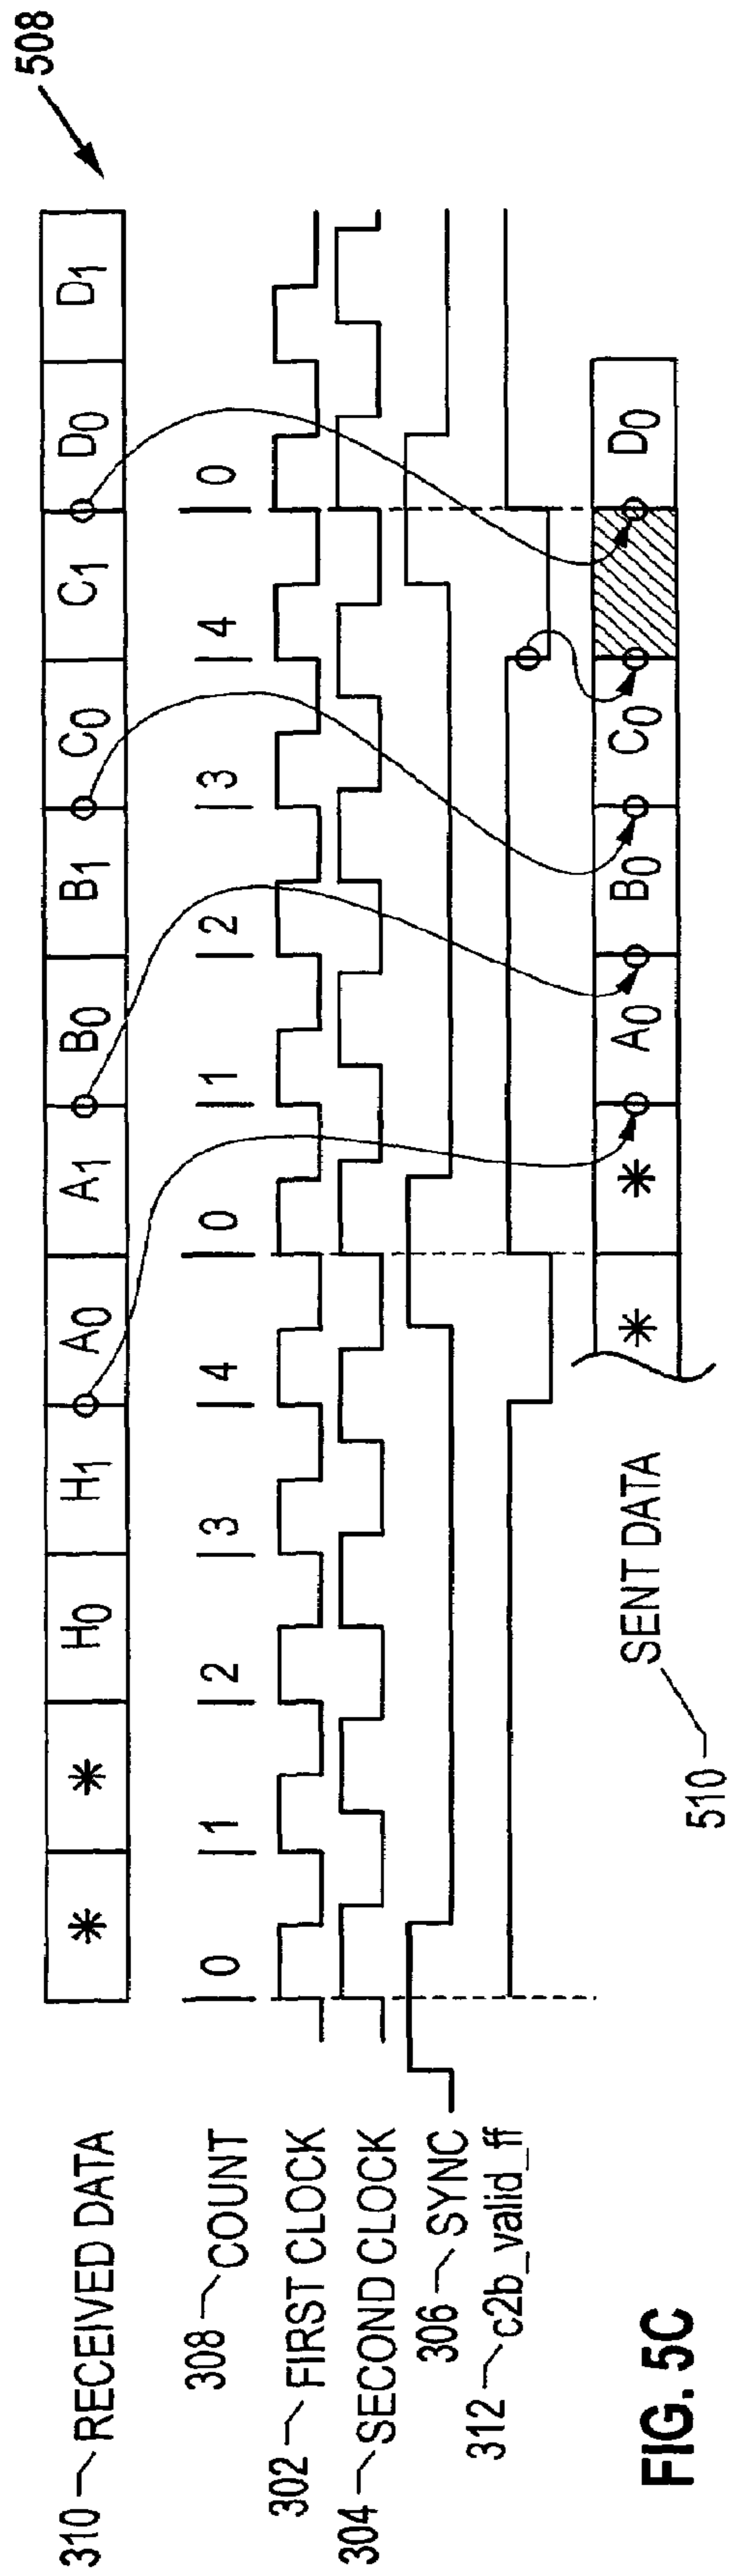 508
310 RECEIVED DATA * * H0 H1 A0 A1 B0 B1 C0 C1 D0 D1
308 COUNT 0 1 2 3 4 0 1 2 3 4 0
302 FIRST CLOCK
304 SECOND CLOCK
306 SYNC
312 c2b_valid_ff
510 SENT DATA * * A0 B0 C0 D0
FIG. 5C